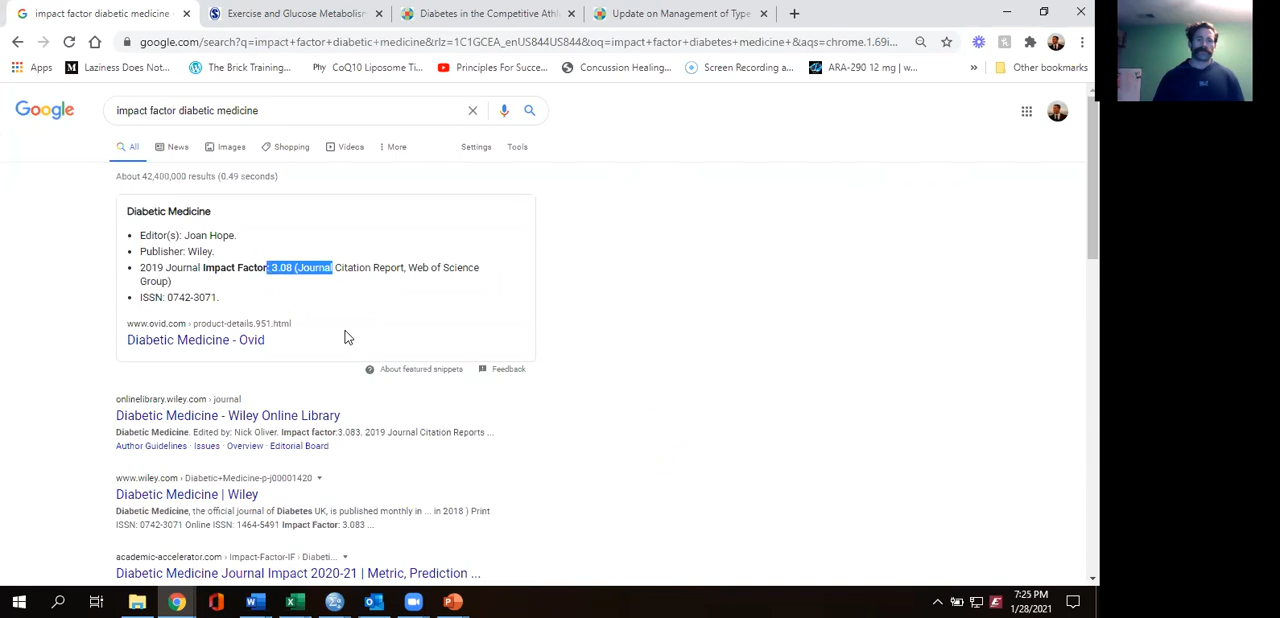 impact factor diabetic medicine
Exercise and Glucose Metabolis
Diabetes in the Competitive Ath
Update on Management of Type
google.com/search?q=impact+factor+diabetic+medicine&rlz=1C1GCEA_enUS844US844&oq=impact+factor+diabetes+medicine+&aqs=chrome.1.69i...
Apps
Laziness Does Not...
The Brick Training...
Phy CoQ10 Liposome Ti...
Principles of Succe...
Concussion Healing...
Screen Recording a...
ARA-290 12 mg | w...
»
Other bookmarks
Google
impact factor diabetic medicine
All
News
Images
Shopping
Videos
More
Settings
Tools
About 42,400,000 results (0.49 seconds)
Diabetic Medicine
• Editor(s): Joan Hope.
• Publisher: Wiley.
• 2019 Journal Impact Factor: 3.08 (Journal Citation Report, Web of Science
Group)
• ISSN: 0742-3071.
www.ovid.com › product-details.951.html
Diabetic Medicine - Ovid
About featured snippets
Feedback
onlinelibrary.wiley.com › journal
Diabetic Medicine - Wiley Online Library
Diabetic Medicine. Edited by: Nick Oliver. Impact factor:3.083. 2019 Journal Citation Reports ...
Author Guidelines · Issues · Overview · Editorial Board
www.wiley.com › Diabetic+Medicine-p-j00001420
Diabetic Medicine | Wiley
Diabetic Medicine, the official journal of Diabetes UK, is published monthly in ... in 2018 ) Print
ISSN: 0742-3071 Online ISSN: 1464-5491 Impact Factor: 3.083 ...
academic-accelerator.com › Impact-Factor-IF › Diabeti...
Diabetic Medicine Journal Impact 2020-21 | Metric, Prediction ...
7:25 PM
1/28/2021